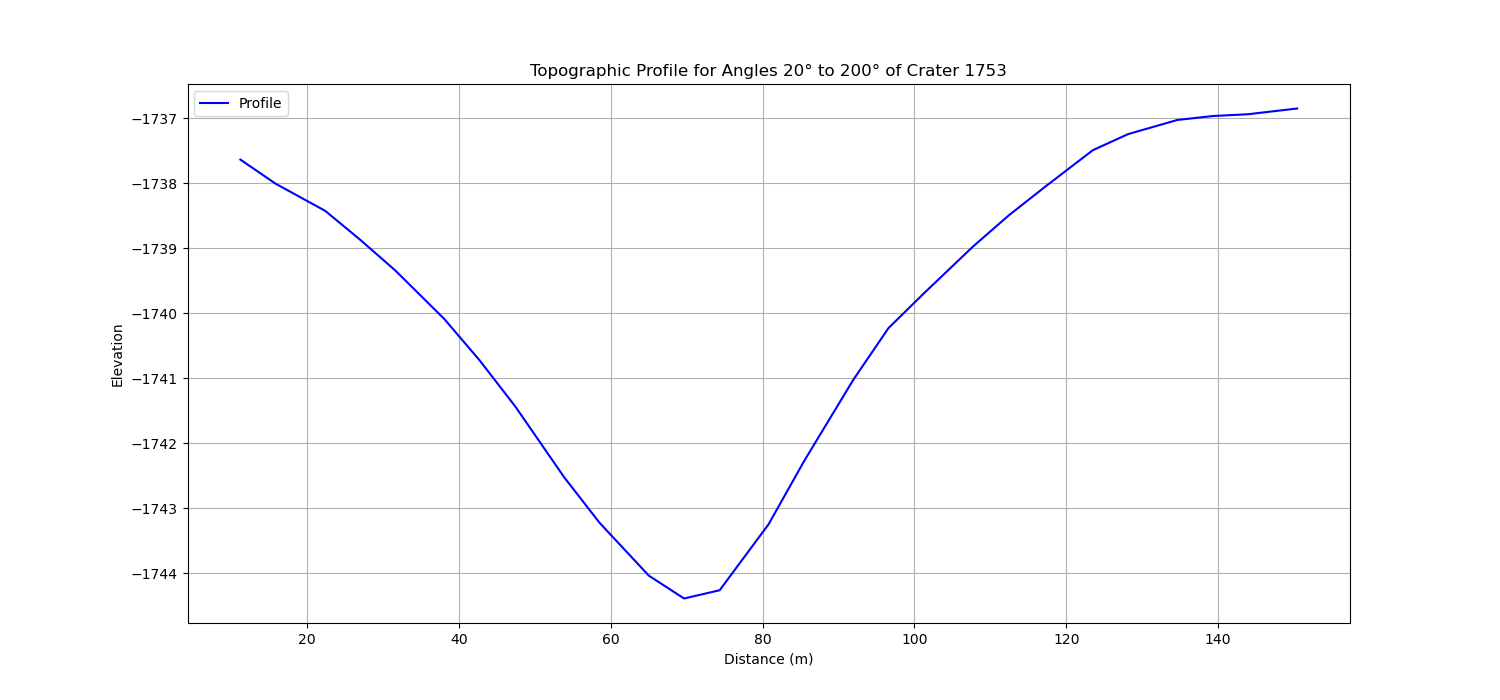 Topographic Profile for Angles 20° to 200° of Crater 1753
Profile
−1737
−1738
−1739
−1740
−1741
−1742
−1743
−1744
Elevation
20 40 60 80 100 120 140
Distance (m)